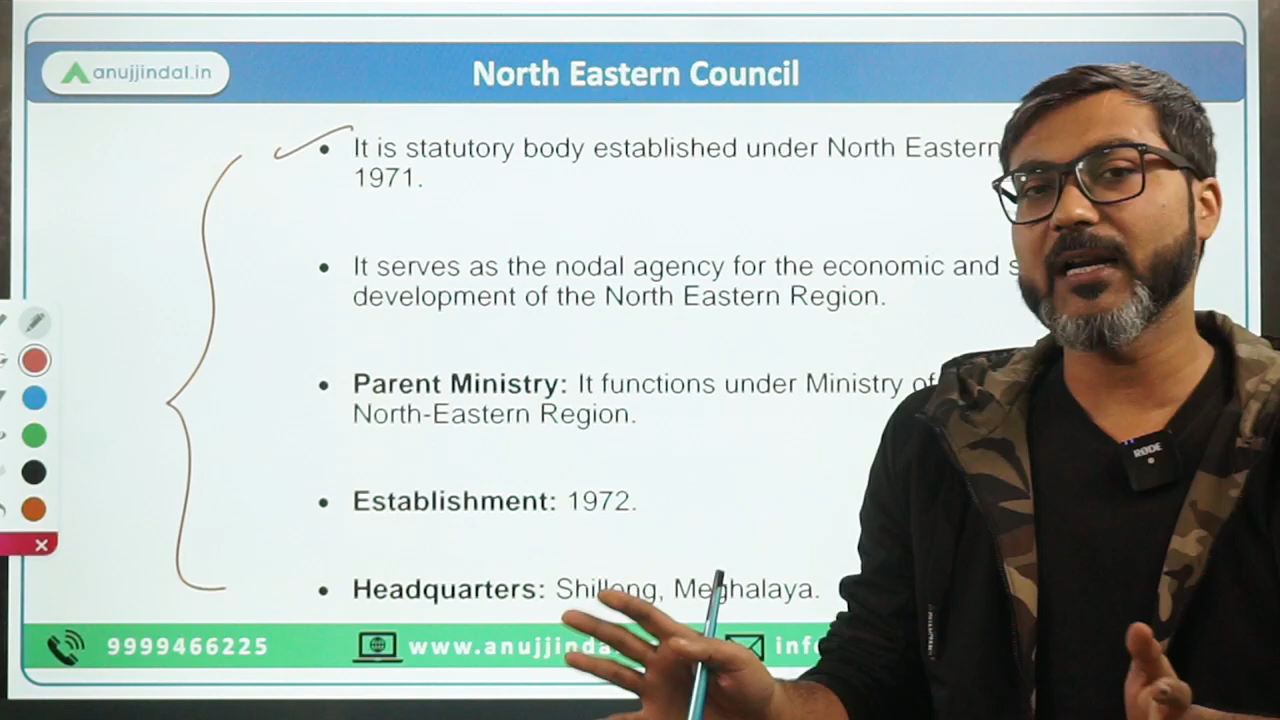 anujjindal.in
North Eastern Council
• It is statutory body established under North Eastern
1971.
• It serves as the nodal agency for the economic and
development of the North Eastern Region.
• Parent Ministry: It functions under Ministry of
North-Eastern Region.
• Establishment: 1972.
• Headquarters: Shillong, Meghalaya.
9999466225
www.anujjinda
RØDE